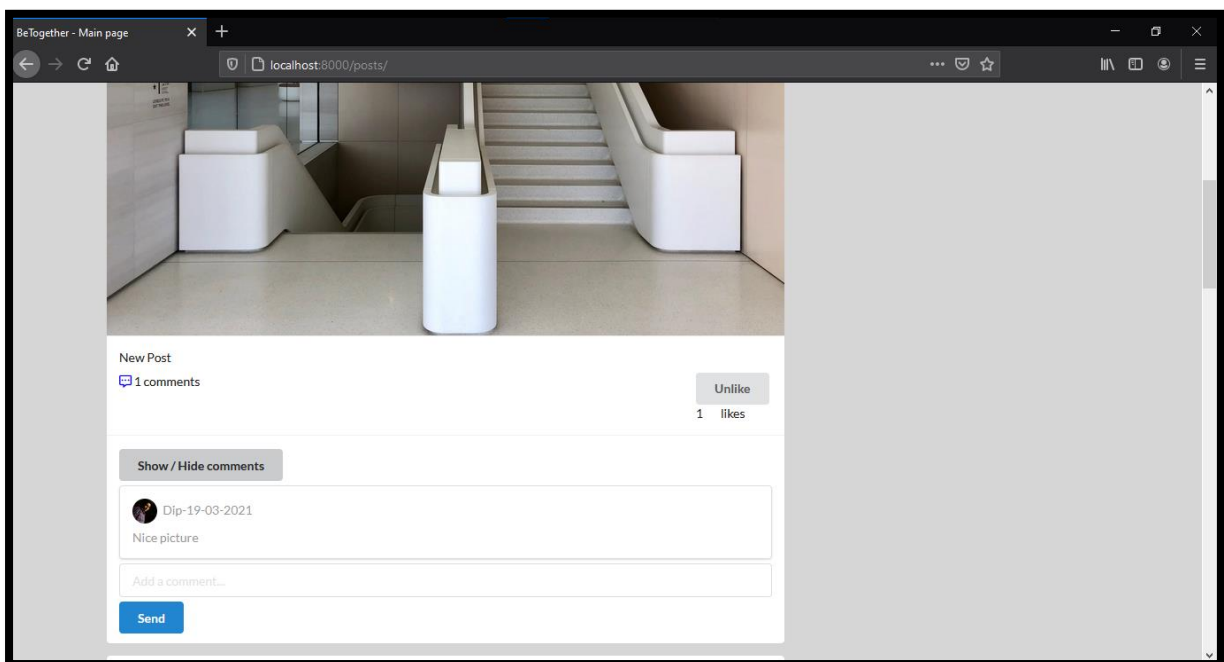 BeTogether - Main page
localhost:8000/posts/
New Post
1 comments
Unlike
1 likes
Show / Hide comments
Dip-19-03-2021
Nice picture
Add a comment...
Send